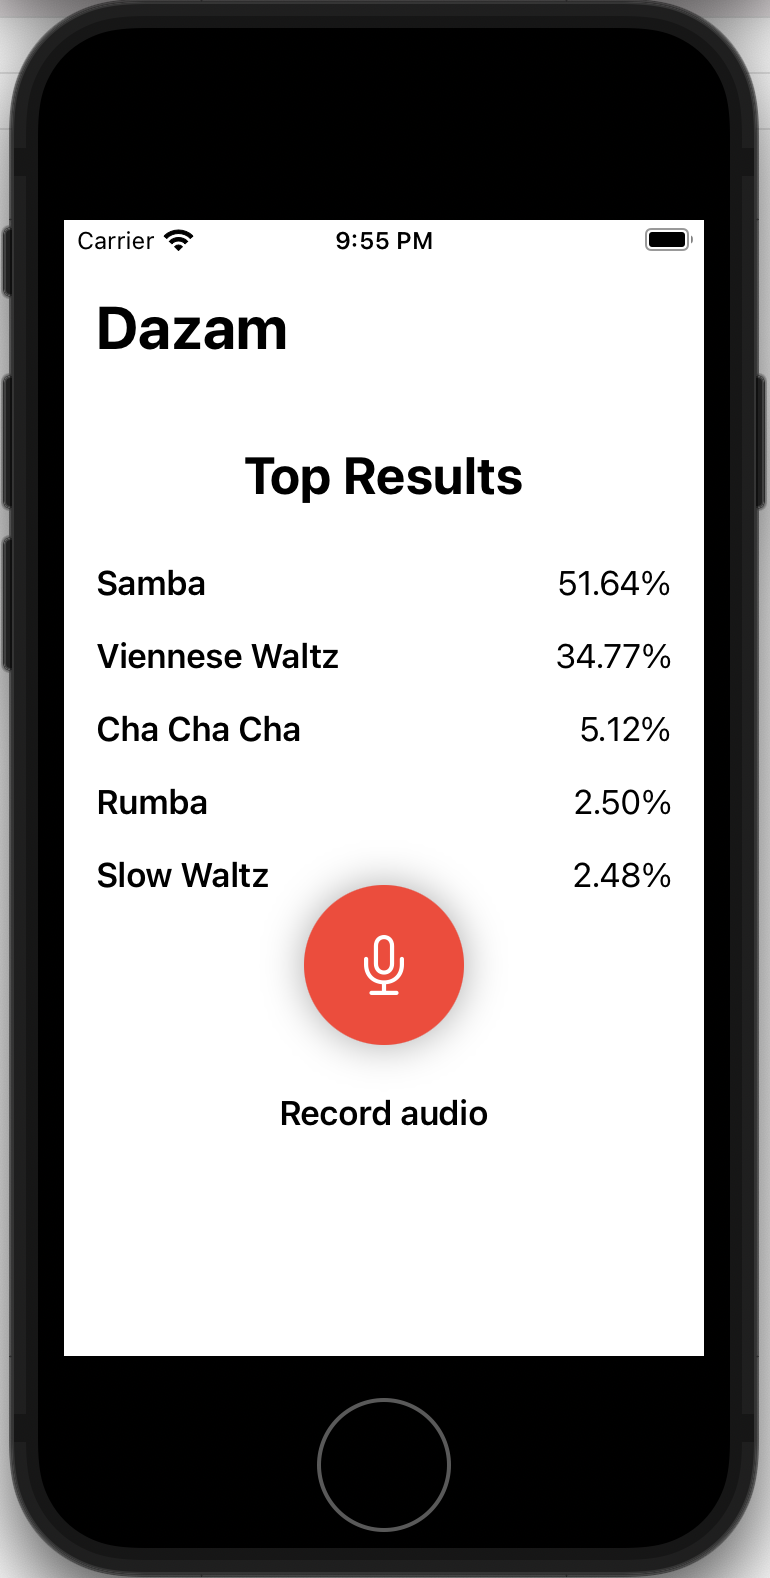 Carrier 9:55 PM
Dazam
Top Results
Samba 51.64%
Viennese Waltz 34.77%
Cha Cha Cha 5.12%
Rumba 2.50%
Slow Waltz 2.48%
Record audio